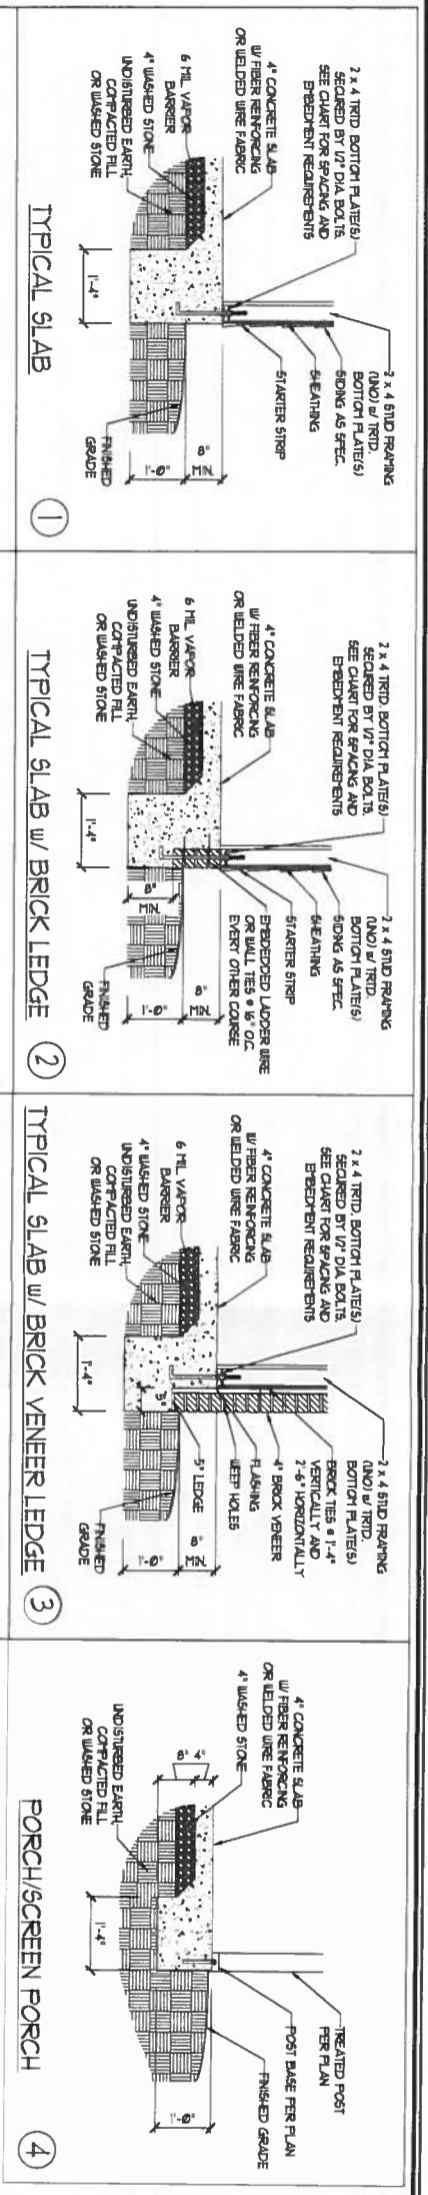 2 x 4 TRTD. BOTTOM PLATE(S)
SECURED BY 1/2" DIA. BOLTS.
SEE CHART FOR SPACING AND
EMBEDMENT REQUIREMENTS
4" CONCRETE SLAB
W/ FIBER REINFORCING
OR WELDED WIRE FABRIC
6 MIL VAPOR
BARRIER
4" WASHED STONE
UNDISTURBED EARTH,
COMPACTED FILL
OR WASHED STONE
2 x 4 STUD FRAMING
(UNO) w/ TRTD.
BOTTOM PLATE(S)
SIDING AS SPEC.
SHEATHING
STARTER STRIP
8"
MIN.
1'-0"
FINISHED
GRADE
1'-4"
TYPICAL SLAB
1
2 x 4 TRTD. BOTTOM PLATE(S)
SECURED BY 1/2" DIA. BOLTS.
SEE CHART FOR SPACING AND
EMBEDMENT REQUIREMENTS
4" CONCRETE SLAB
W/ FIBER REINFORCING
OR WELDED WIRE FABRIC
6 MIL VAPOR
BARRIER
4" WASHED STONE
UNDISTURBED EARTH,
COMPACTED FILL
OR WASHED STONE
2 x 4 STUD FRAMING
(UNO) w/ TRTD.
BOTTOM PLATE(S)
SIDING AS SPEC.
SHEATHING
STARTER STRIP
EMBEDDED LADDER WIRE
OR WALL TIES @ 16" O.C.
EVERY OTHER COURSE
8"
MIN.
1'-0"
8"
MIN.
FINISHED
GRADE
1'-4"
TYPICAL SLAB w/ BRICK LEDGE
2
2 x 4 TRTD. BOTTOM PLATE(S)
SECURED BY 1/2" DIA. BOLTS.
SEE CHART FOR SPACING AND
EMBEDMENT REQUIREMENTS
4" CONCRETE SLAB
W/ FIBER REINFORCING
OR WELDED WIRE FABRIC
6 MIL VAPOR
BARRIER
4" WASHED STONE
UNDISTURBED EARTH,
COMPACTED FILL
OR WASHED STONE
2 x 4 STUD FRAMING
(UNO) w/ TRTD.
BOTTOM PLATE(S)
BRICK TIES @ 1'-4"
VERTICALLY AND
2'-6" HORIZONTALLY
4" BRICK VENEER
FLASHING
WEEP HOLES
5" LEDGE
8"
MIN.
1'-0"
5"
FINISHED
GRADE
1'-4"
TYPICAL SLAB w/ BRICK VENEER LEDGE
3
4" CONCRETE SLAB
W/ FIBER REINFORCING
OR WELDED WIRE FABRIC
4" WASHED STONE
8" 4"
UNDISTURBED EARTH,
COMPACTED FILL
OR WASHED STONE
TREATED POST
PER PLAN
POST BASE PER PLAN
FINISHED GRADE
1'-0"
1'-4"
PORCH/SCREEN PORCH
4